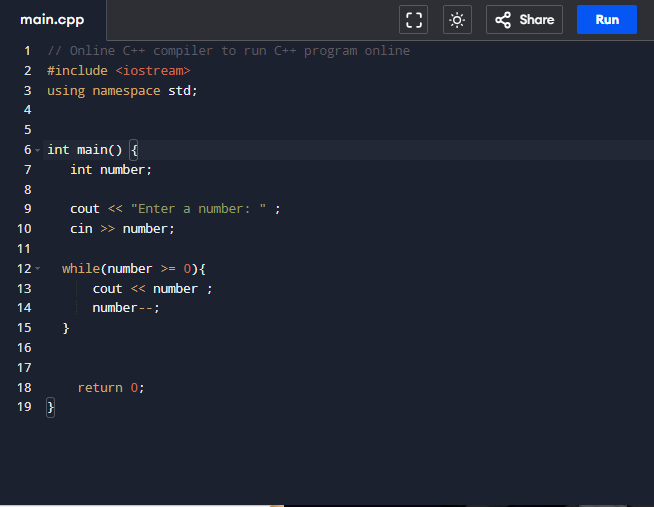 main.cpp
Share
Run
1 // Online C++ compiler to run C++ program online
2 #include <iostream>
3 using namespace std;
4
5
6 int main() {
7 int number;
8
9 cout << "Enter a number: " ;
10 cin >> number;
11
12 while(number >= 0){
13 cout << number ;
14 number--;
15 }
16
17
18 return 0;
19 }